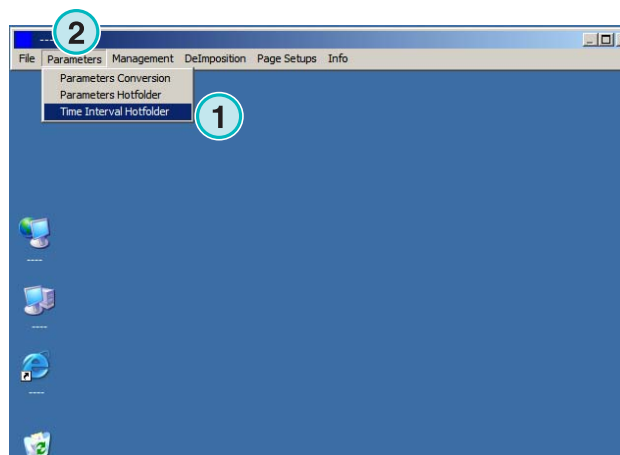 2
----
File Parameters Management DeImposition Page Setups Info
Parameters Conversion
Parameters Hotfolder
Time Interval Hotfolder
1
----
----
----